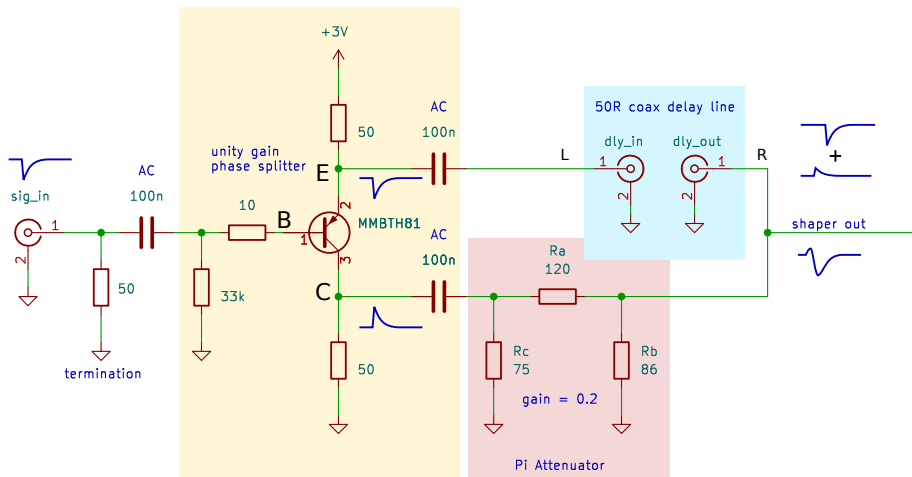 +3V
50
AC
100n
unity gain
phase splitter
E
2
sig_in
1
2
AC
100n
50
termination
10
B
1
MMBTH81
3
33k
C
50
AC
100n
L
50R coax delay line
dly_in
1
2
dly_out
1
2
R
+
shaper out
Ra
120
Rc
75
Rb
86
gain = 0.2
Pi Attenuator